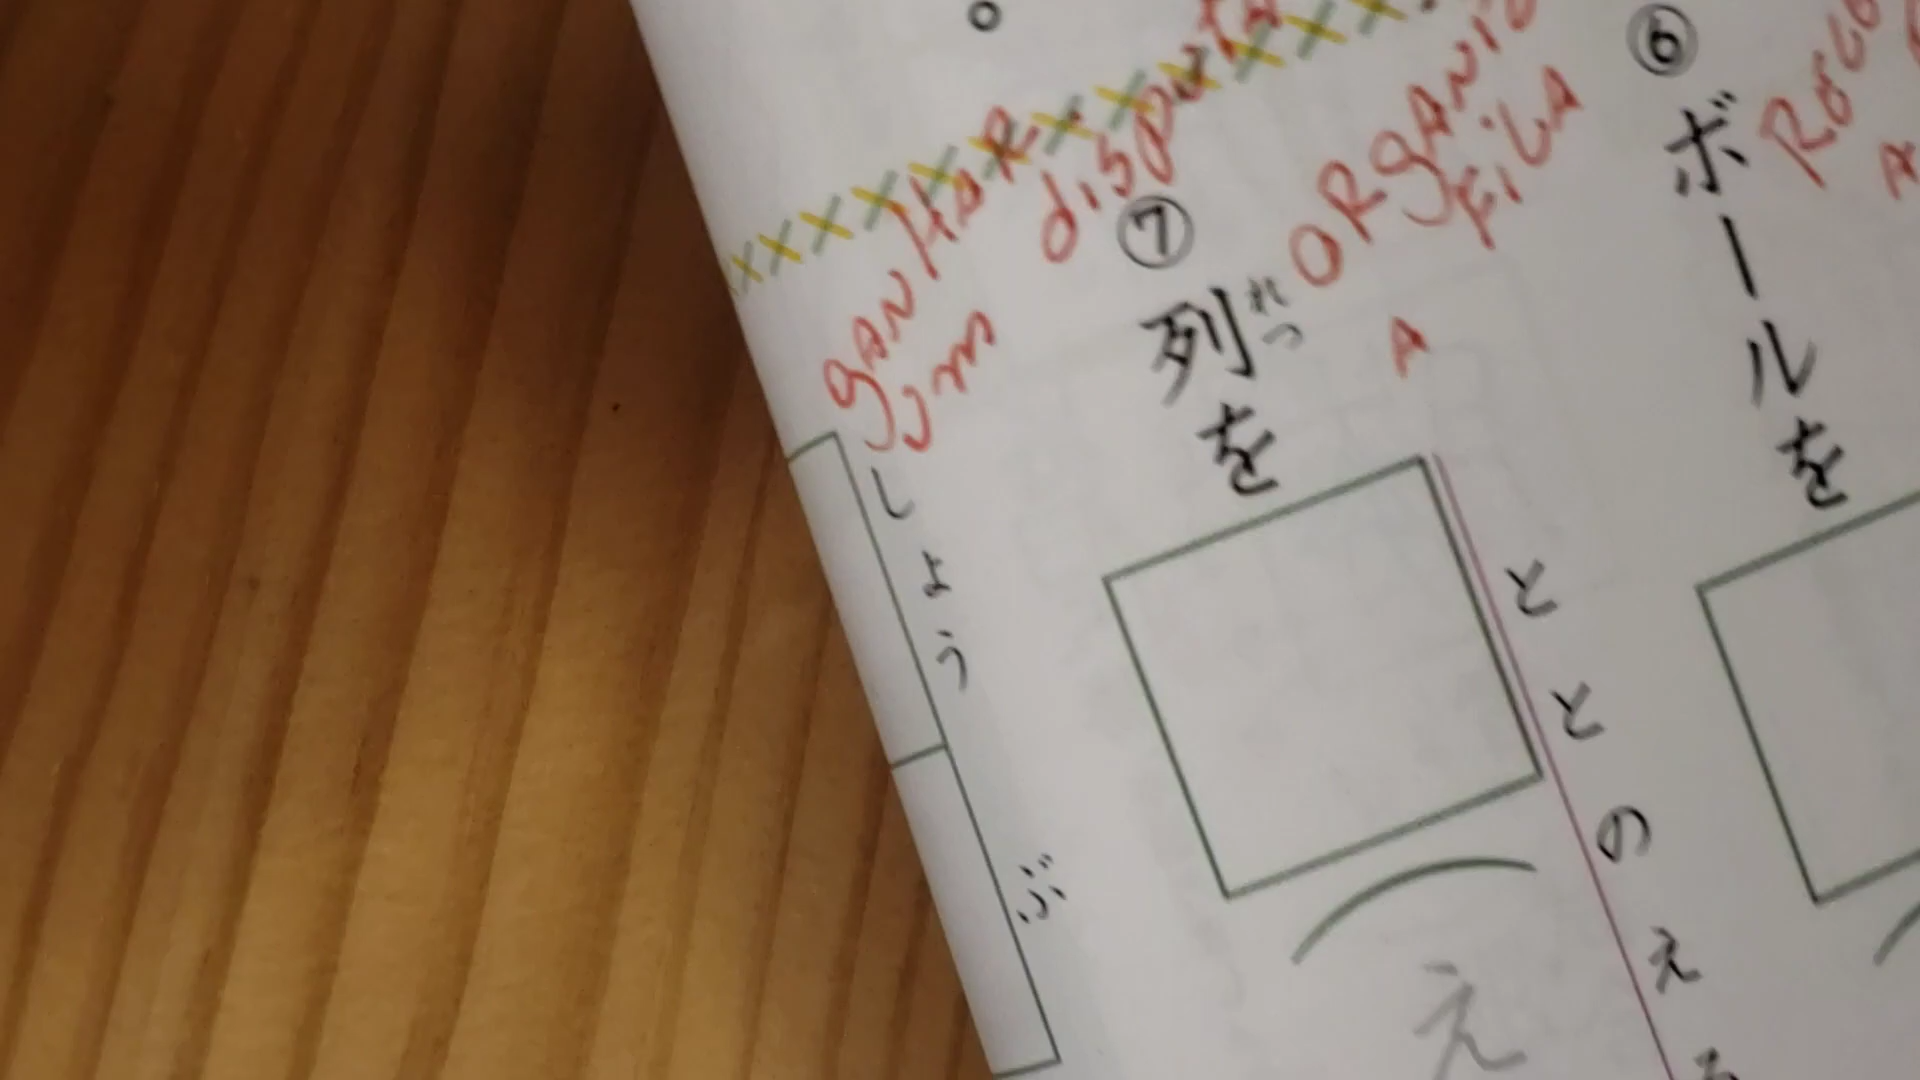 ⑥ボールを
ととのえ
FiLA
A
れつ
⑦列を
え
disputa
gANHAR
um
しょうぶ